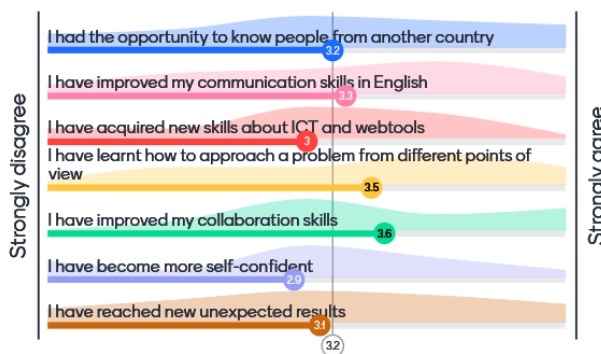 Strongly disagree
I had the opportunity to know people from another country
3.2
I have improved my communication skills in English
3.3
I have acquired new skills about ICT and webtools
3
I have learnt how to approach a problem from different points of
view
3.5
I have improved my collaboration skills
3.6
I have become more self-confident
2.9
I have reached new unexpected results
3.1
3.2
Strongly agree